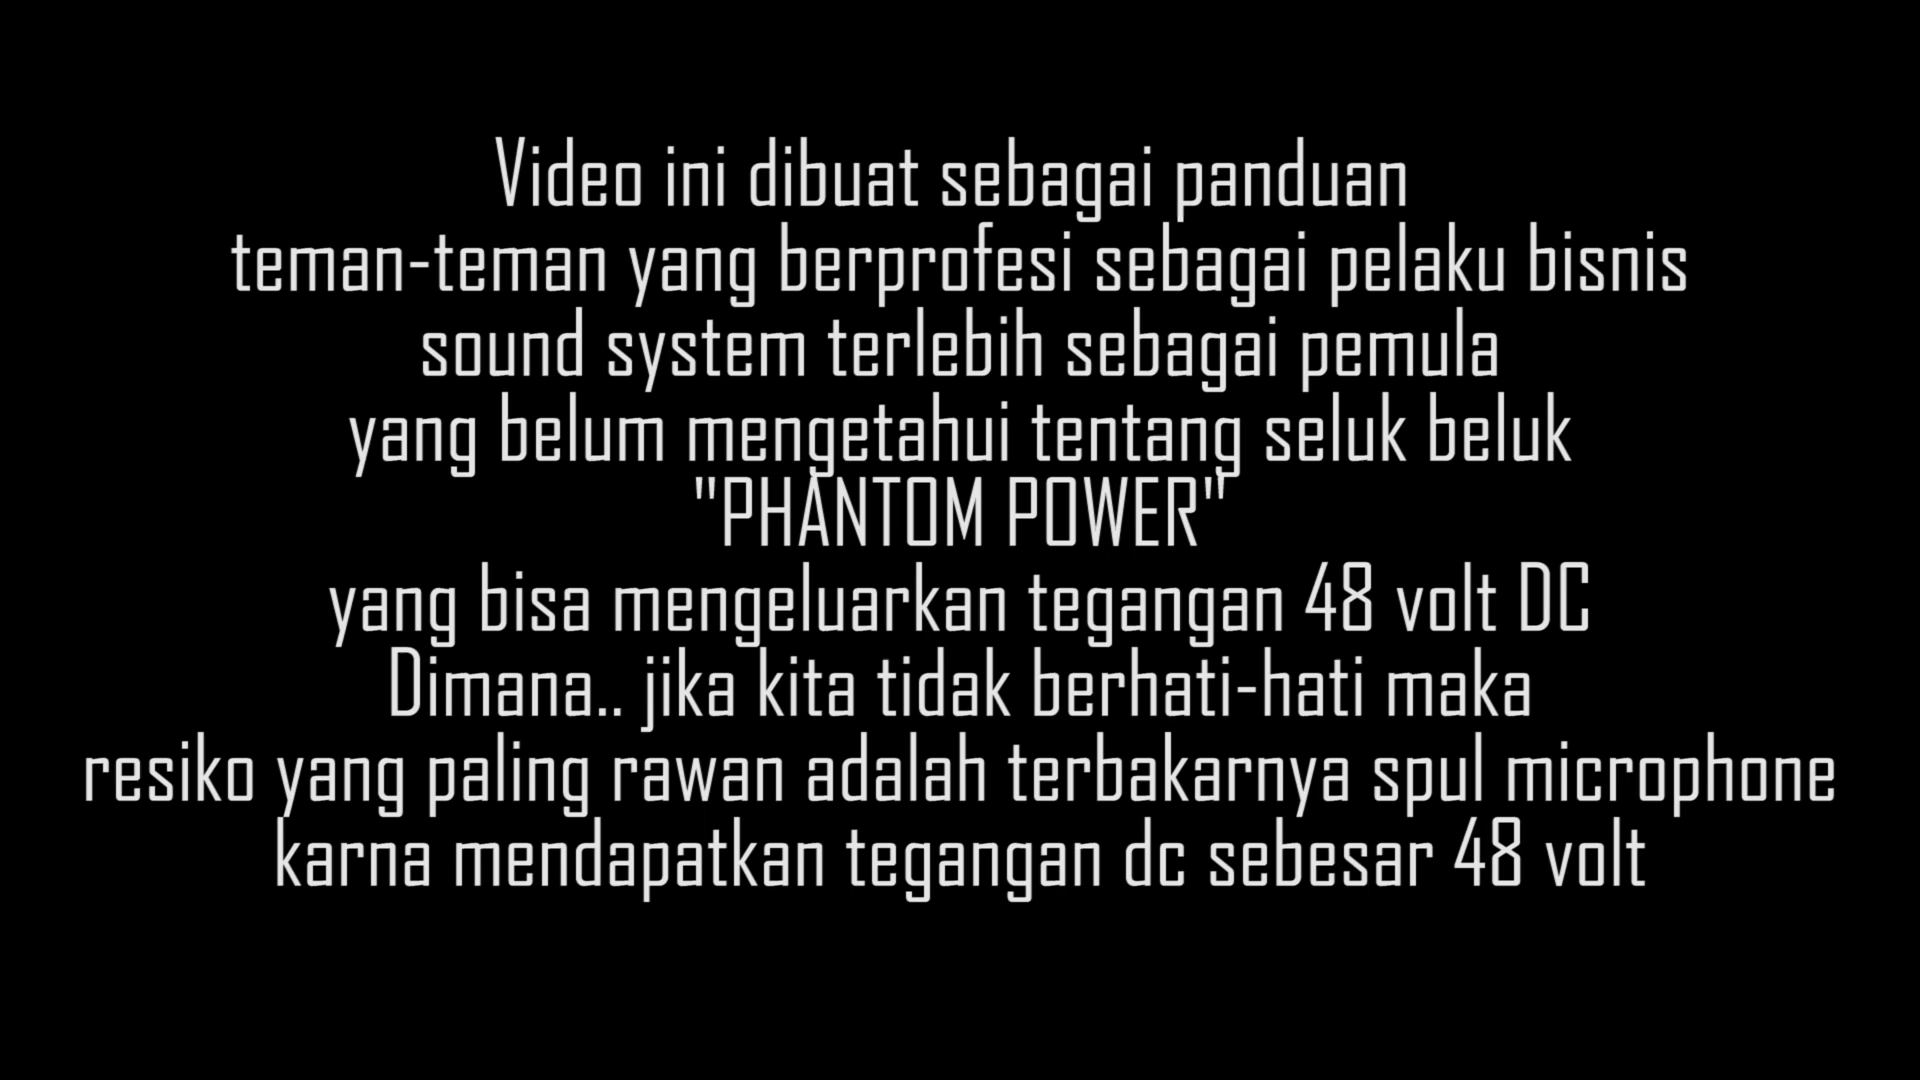 Video ini dibuat sebagai panduan
teman-teman yang berprofesi sebagai pelaku bisnis
sound system terlebih sebagai pemula
yang belum mengetahui tentang seluk beluk
"PHANTOM POWER"
yang bisa mengeluarkan tegangan 48 volt DC
Dimana.. jika kita tidak berhati-hati maka
resiko yang paling rawan adalah terbakarnya spul microphone
karna mendapatkan tegangan dc sebesar 48 volt